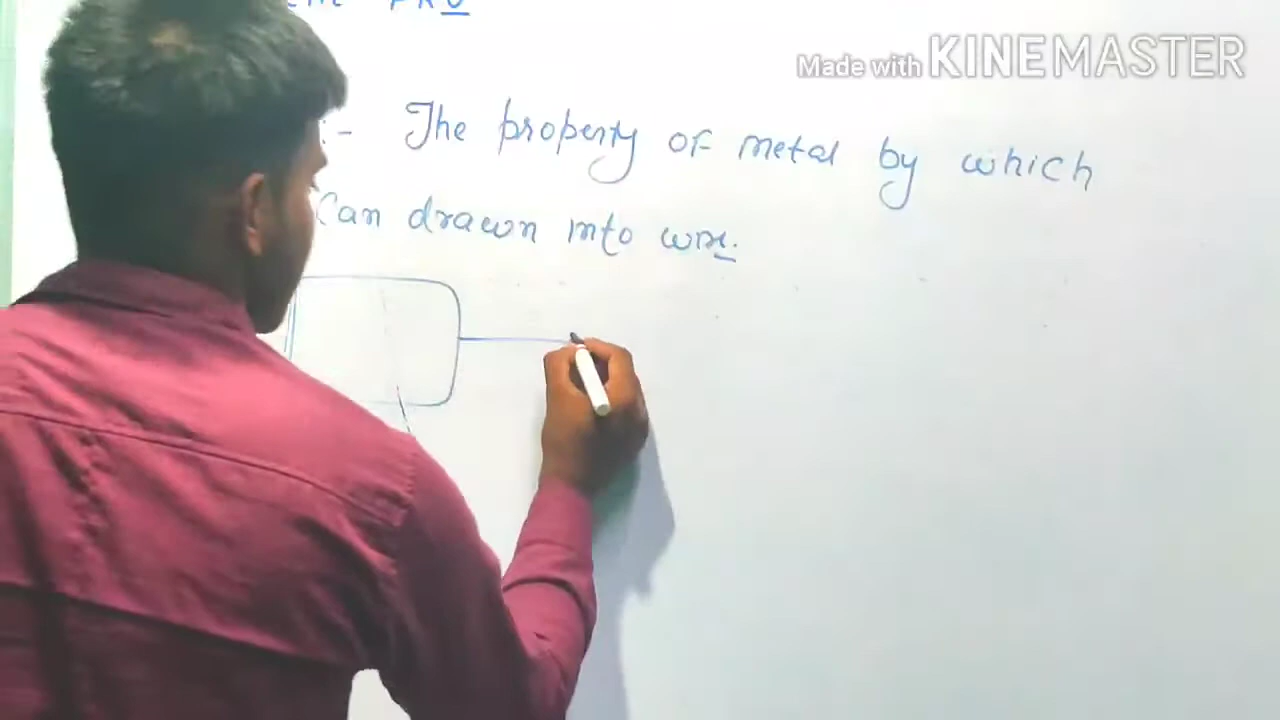 Made with KINEMASTER
:- The property of metal by which
Can drawn into wire.